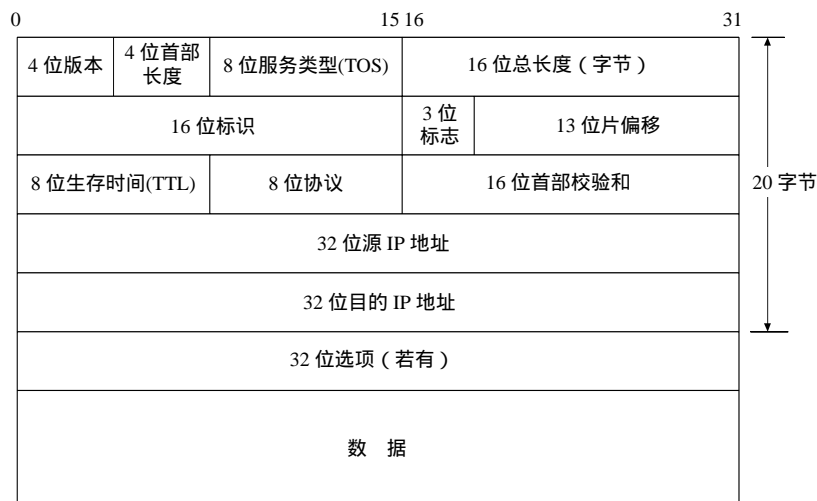 0 15 16 31
4 位版本
4 位首部
长度
8 位服务类型(TOS)
16 位总长度（字节）
16 位标识
3 位
标志
13 位片偏移
8 位生存时间(TTL)
8 位协议
16 位首部校验和
20 字节
32 位源 IP 地址
32 位目的 IP 地址
32 位选项（若有）
数 据